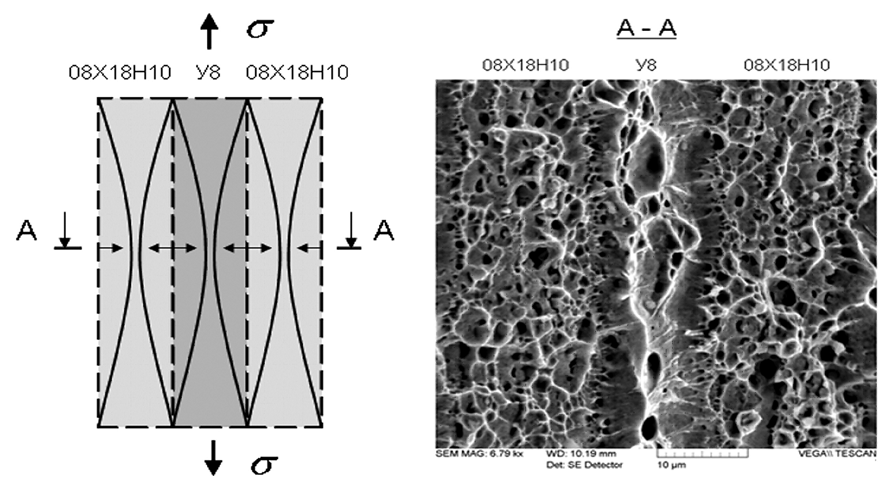 σ
08Х18Н10 У8 08Х18Н10
A A
σ
A - A
08Х18Н10 У8 08Х18Н10
SEM MAG: 6.79 kx WD: 10.19 mm VEGA\\ TESCAN
Det: SE Detector 10 µm